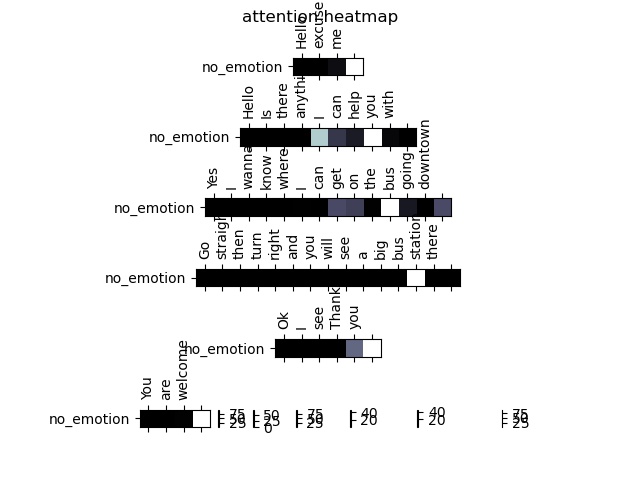 attention heatmap
Hello excuse me
no_emotion
Hello Is there anythi I can help you with
no_emotion
Yes I wanna know where I can get on the bus going downtown
no_emotion
Go straigh then turn right and you will see a big bus station there
no_emotion
Ok I see Thank you
no_emotion
You are welcome
no_emotion
75 50 25
50 25 0
75 50 25
40 20
40 20
75 50 25